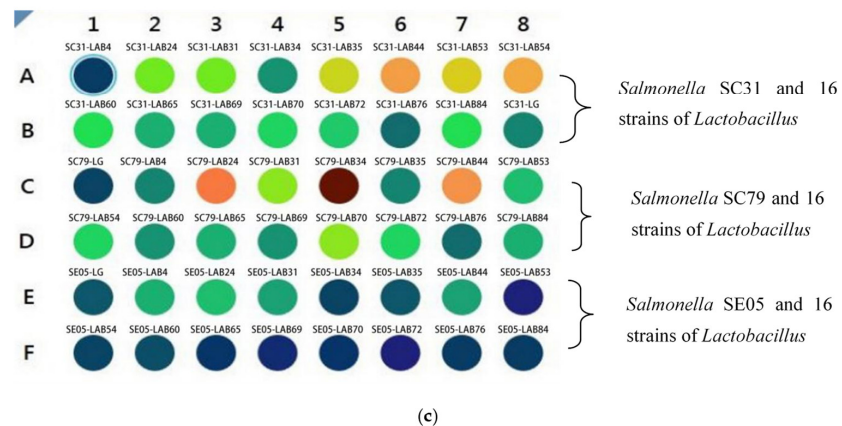 1 2 3 4 5 6 7 8
SC31-LAB4 SC31-LAB24 SC31-LAB31 SC31-LAB34 SC31-LAB35 SC31-LAB44 SC31-LAB53 SC31-LAB54
A
SC31-LAB60 SC31-LAB65 SC31-LAB69 SC31-LAB70 SC31-LAB72 SC31-LAB76 SC31-LAB84 SC31-LG
B
Salmonella SC31 and 16
strains of Lactobacillus
SC79-LG SC79-LAB4 SC79-LAB24 SC79-LAB31 SC79-LAB34 SC79-LAB35 SC79-LAB44 SC79-LAB53
C
SC79-LAB54 SC79-LAB60 SC79-LAB65 SC79-LAB69 SC79-LAB70 SC79-LAB72 SC79-LAB76 SC79-LAB84
D
Salmonella SC79 and 16
strains of Lactobacillus
SE05-LG SE05-LAB4 SE05-LAB24 SE05-LAB31 SE05-LAB34 SE05-LAB35 SE05-LAB44 SE05-LAB53
E
SE05-LAB54 SE05-LAB60 SE05-LAB65 SE05-LAB69 SE05-LAB70 SE05-LAB72 SE05-LAB76 SE05-LAB84
F
Salmonella SE05 and 16
strains of Lactobacillus
(c)